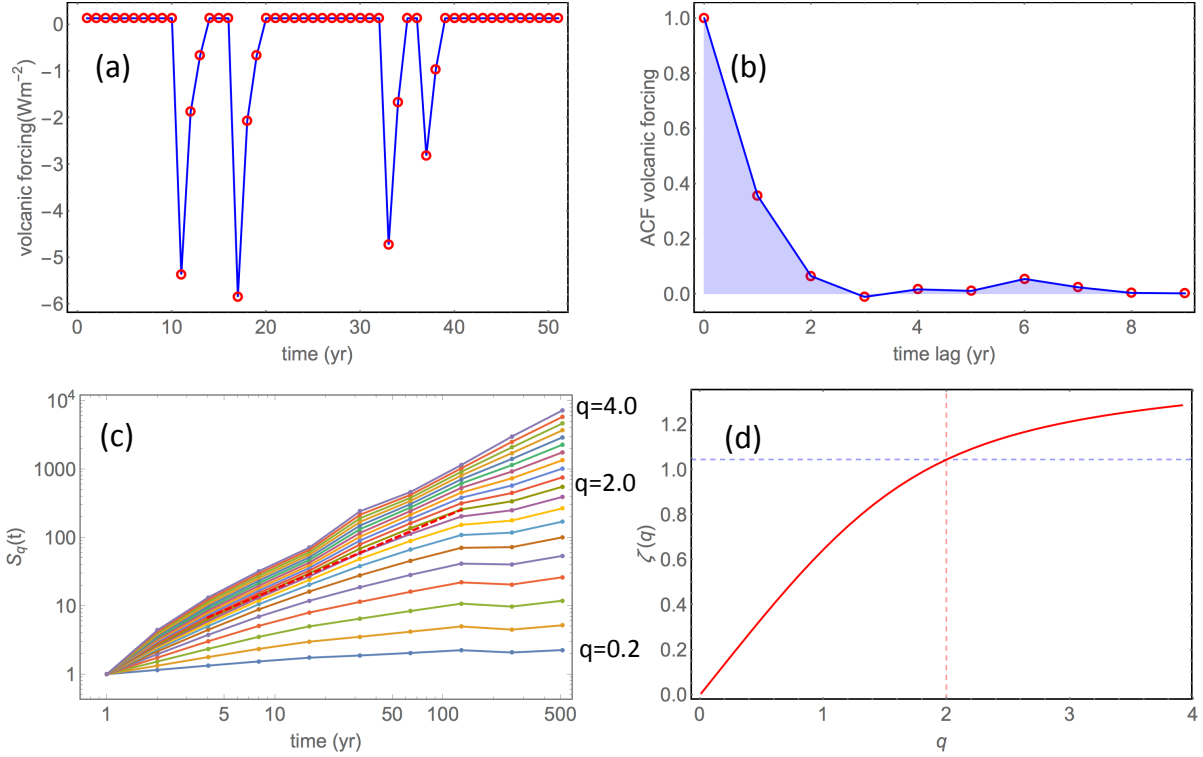 (a)
volcanic forcing(Wm⁻²)
0
−1
−2
−3
−4
−5
−6
0 10 20 30 40 50
time (yr)
(b)
ACF volcanic forcing
1.0
0.8
0.6
0.4
0.2
0.0
0 2 4 6 8
time lag (yr)
(c)
S_q(t)
10⁴
1000
100
10
1
1 5 10 50 100 500
time (yr)
q=4.0
q=2.0
q=0.2
(d)
ζ(q)
1.2
1.0
0.8
0.6
0.4
0.2
0.0
0 1 2 3 4
q